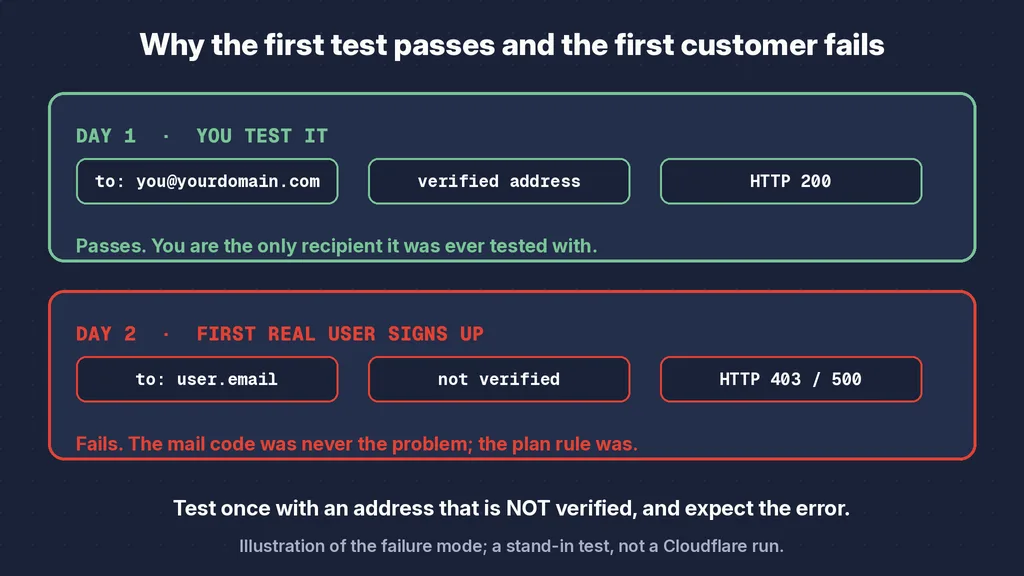 Why the first test passes and the first customer fails
DAY 1 · YOU TEST IT
to: you@yourdomain.com
verified address
HTTP 200
Passes. You are the only recipient it was ever tested with.
DAY 2 · FIRST REAL USER SIGNS UP
to: user.email
not verified
HTTP 403 / 500
Fails. The mail code was never the problem; the plan rule was.
Test once with an address that is NOT verified, and expect the error.
Illustration of the failure mode; a stand-in test, not a Cloudflare run.